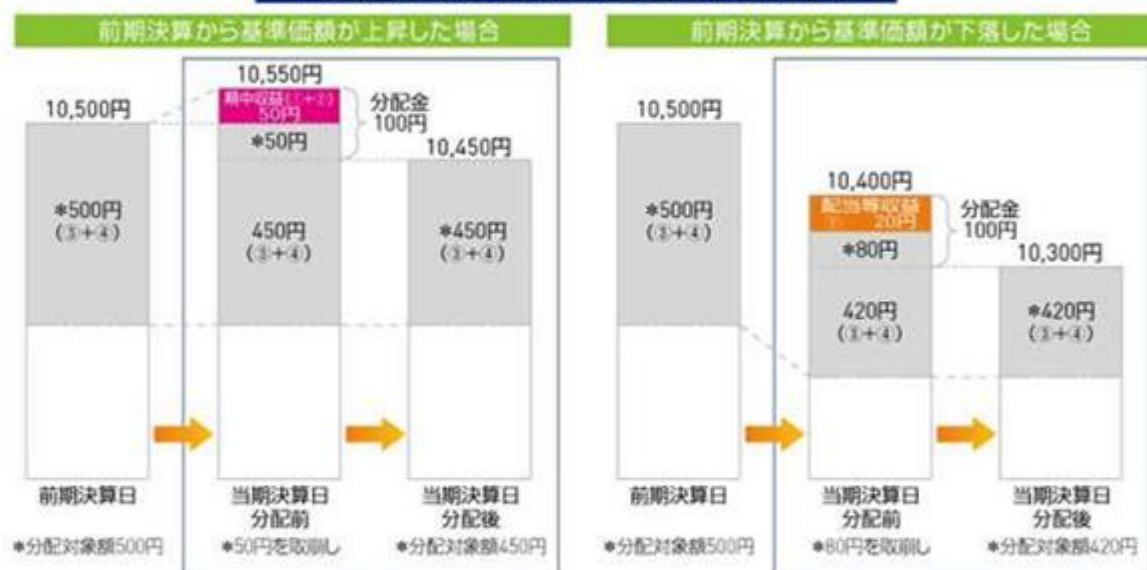 前期決算から基準価額が上昇した場合
10,500円
*500円
(③+④)
10,550円
期中収益(①+②)
50円
*50円
450円
(③+④)
分配金
100円
10,450円
*450円
(③+④)
前期決算日
当期決算日
分配前
当期決算日
分配後
*分配対象額500円
*50円を取崩し
*分配対象額450円
前期決算から基準価額が下落した場合
10,500円
*500円
(③+④)
10,400円
配当等収益
20円
*80円
420円
(③+④)
分配金
100円
10,300円
*420円
(③+④)
前期決算日
当期決算日
分配前
当期決算日
分配後
*分配対象額500円
*80円を取崩し
*分配対象額420円